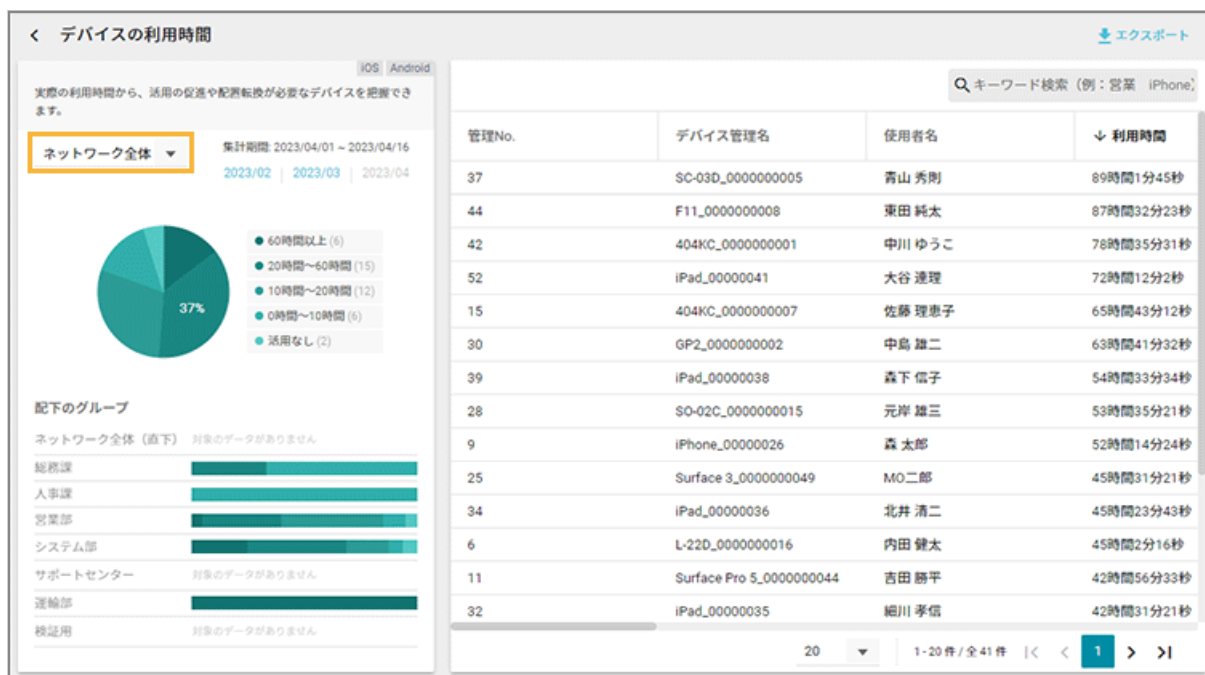 デバイスの利用時間
エクスポート
iOS Android
実際の利用時間から、活用の促進や配置転換が必要なデバイスを把握でき
ます。
ネットワーク全体
集計期間: 2023/04/01 ~ 2023/04/16
2023/02 | 2023/03 | 2023/04
37%
60時間以上 (6)
20時間〜60時間 (15)
10時間〜20時間 (12)
0時間〜10時間 (6)
活用なし (2)
配下のグループ
ネットワーク全体（直下） 対象のデータがありません
総務課
人事課
営業部
システム部
サポートセンター 対象のデータがありません
運輸部
検証用 対象のデータがありません
キーワード検索（例：営業 iPhone)
管理No. デバイス管理名 使用者名 利用時間
37 SC-03D_0000000005 青山 秀則 89時間1分45秒
44 F11_0000000008 東田 純太 87時間32分23秒
42 404KC_0000000001 中川 ゆうこ 78時間35分31秒
52 iPad_00000041 大谷 達理 72時間12分2秒
15 404KC_0000000007 佐藤 理恵子 65時間43分12秒
30 GP2_0000000002 中島 雄二 63時間41分32秒
39 iPad_00000038 森下 信子 54時間33分34秒
28 SO-02C_0000000015 元岸 雄三 53時間35分21秒
9 iPhone_00000026 森 太郎 52時間14分24秒
25 Surface 3_0000000049 MO二郎 45時間31分21秒
34 iPad_00000036 北井 清二 45時間23分43秒
6 L-22D_0000000016 内田 健太 45時間2分16秒
11 Surface Pro 5_0000000044 吉田 勝平 42時間56分33秒
32 iPad_00000035 細川 孝信 42時間31分21秒
20 1-20 件 / 全 41 件 1